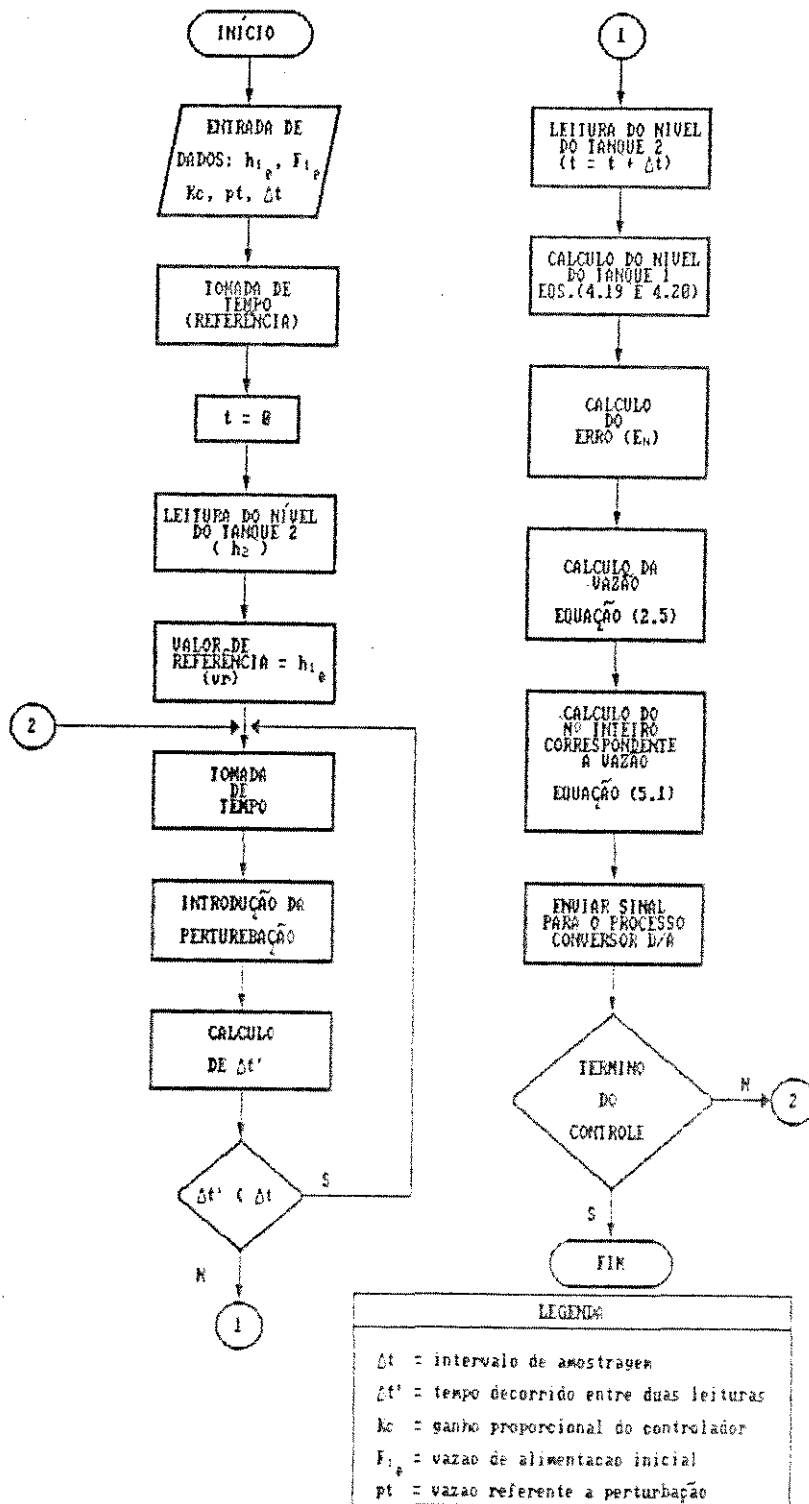 INÍCIO
ENTRADA DE
DADOS: h₁ₑ, F₁ₑ
Kc, pt, Δt
TOMADA DE
TEMPO
(REFERÊNCIA)
t = 0
LEITURA DO NÍVEL
DO TANQUE 2
( h₂ )
VALOR DE
REFERÊNCIA = h₁ₑ
(vr)
2
TOMADA
DE
TEMPO
INTRODUÇÃO DA
PERTUREBAÇÃO
CALCULO
DE Δt'
Δt' < Δt
S
N
1
1
LEITURA DO NIVEL
DO TANQUE 2
(t = t + Δt)
CALCULO DO NIVEL
DO TANQUE 1
EQS.(4.19 E 4.20)
CALCULO
DO
ERRO (Eₙ)
CALCULO DA
VAZÃO
EQUAÇÃO (2.5)
CALCULO DO
Nº INTEIRO
CORRESPONDENTE
A VAZÃO
EQUAÇÃO (5.1)
ENVIAR SINAL
PARA O PROCESSO
CONVERSOR D/A
TERMINO
DO
CONTROLE
N
2
S
FIM
LEGENDA
Δt = intervalo de amostragem
Δt' = tempo decorrido entre duas leituras
Kc = ganho proporcional do controlador
F₁ₑ = vazao de alimentacao inicial
pt = vazao referente a perturbação